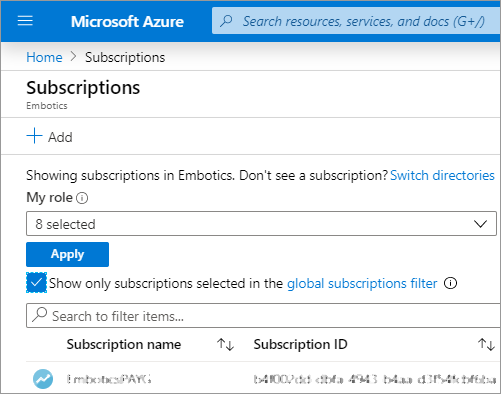 Microsoft Azure
Search resources, services, and docs (G+/)
Home > Subscriptions
Subscriptions
Embotics
+ Add
Showing subscriptions in Embotics. Don't see a subscription? Switch directories
My role
8 selected
Apply
Show only subscriptions selected in the global subscriptions filter
Search to filter items...
Subscription name Subscription ID
EmboticsPAYG